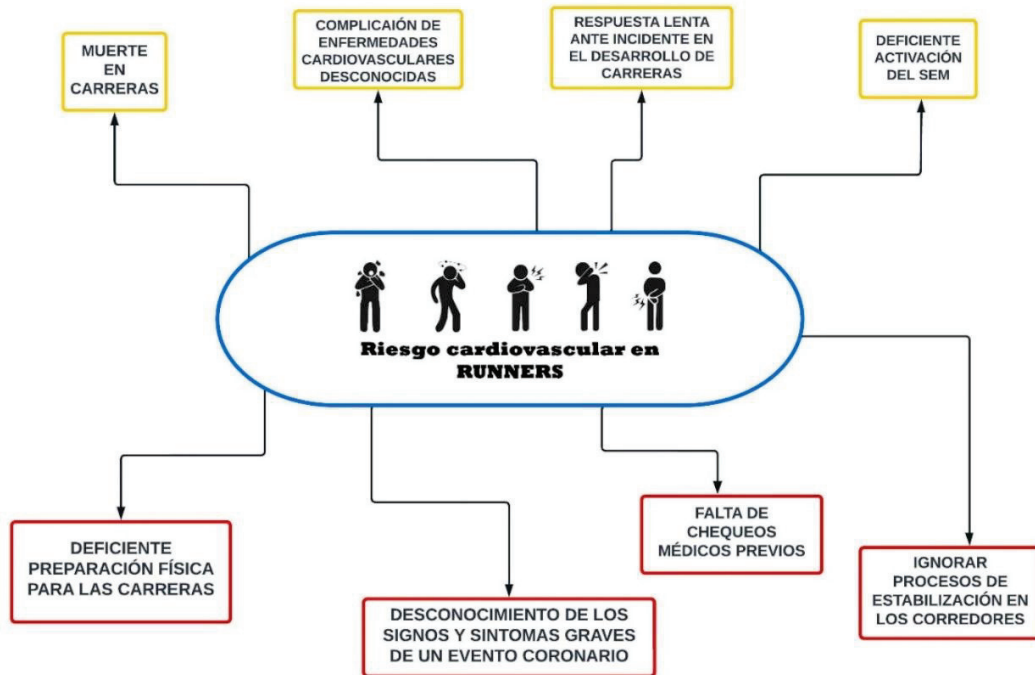 MUERTE
EN
CARRERAS
COMPLICAIÓN DE
ENFERMEDADES
CARDIOVASCULARES
DESCONOCIDAS
RESPUESTA LENTA
ANTE INCIDENTE EN
EL DESARROLLO DE
CARRERAS
DEFICIENTE
ACTIVACIÓN
DEL SEM
Riesgo cardiovascular en
RUNNERS
DEFICIENTE
PREPARACIÓN FÍSICA
PARA LAS CARRERAS
DESCONOCIMIENTO DE LOS
SIGNOS Y SINTOMAS GRAVES
DE UN EVENTO CORONARIO
FALTA DE
CHEQUEOS
MÉDICOS PREVIOS
IGNORAR
PROCESOS DE
ESTABILIZACIÓN EN
LOS CORREDORES